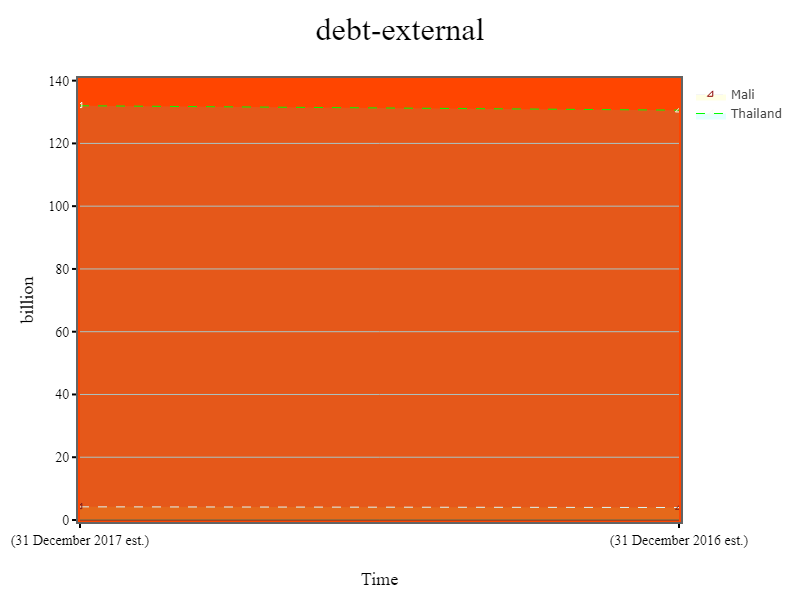 debt-external
140
120
100
80
60
40
20
0
billion
(31 December 2017 est.)
(31 December 2016 est.)
Time
Mali
Thailand